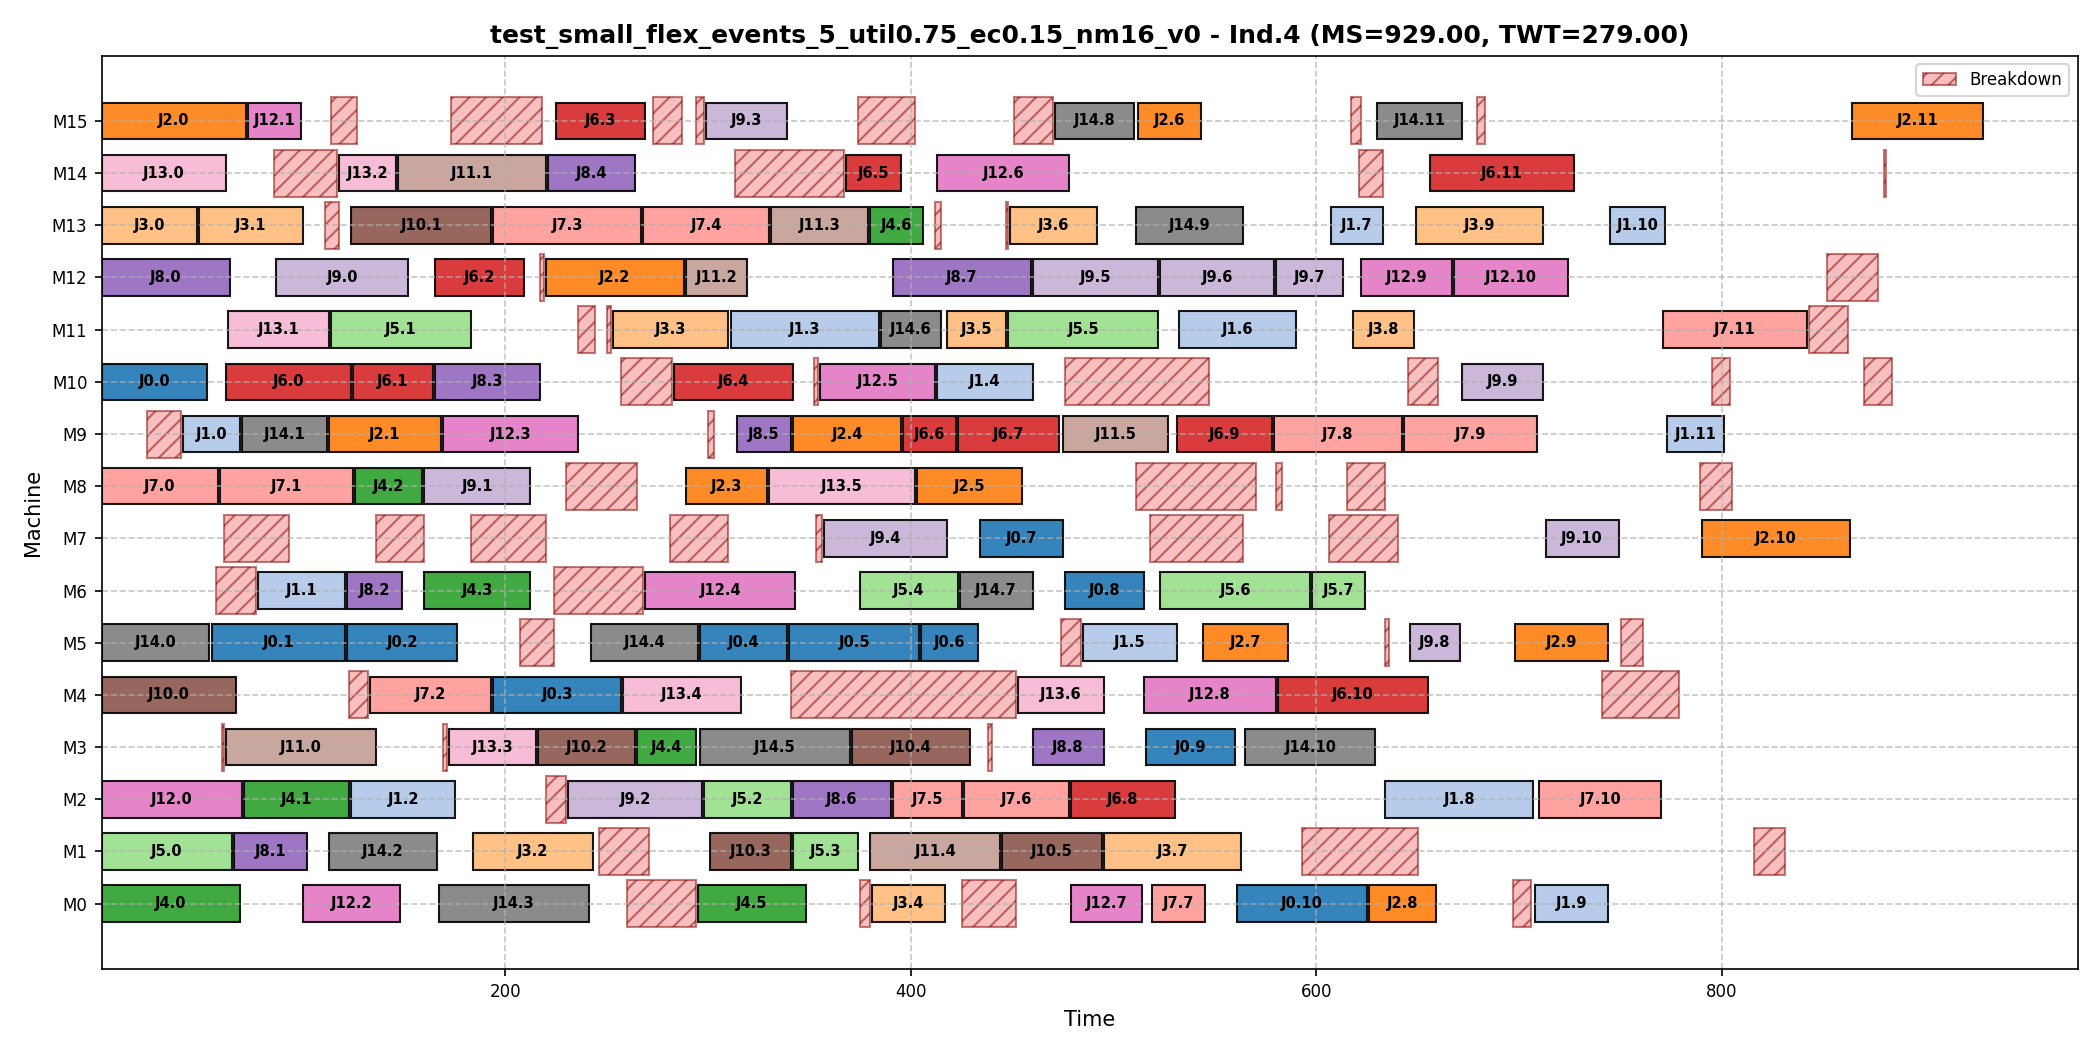 test_small_flex_events_5_util0.75_ec0.15_nm16_v0 - Ind.4 (MS=929.00, TWT=279.00)
Breakdown
M15 J2.0 J12.1 J6.3 J9.3 J14.8 J2.6 J14.11 J2.11
M14 J13.0 J13.2 J11.1 J8.4 J6.5 J12.6 J6.11
M13 J3.0 J3.1 J10.1 J7.3 J7.4 J11.3 J4.6 J3.6 J14.9 J1.7 J3.9 J1.10
M12 J8.0 J9.0 J6.2 J2.2 J11.2 J8.7 J9.5 J9.6 J9.7 J12.9 J12.10
M11 J13.1 J5.1 J3.3 J1.3 J14.6 J3.5 J5.5 J1.6 J3.8 J7.11
M10 J0.0 J6.0 J6.1 J8.3 J6.4 J12.5 J1.4 J9.9
M9 J1.0 J14.1 J2.1 J12.3 J8.5 J2.4 J6.6 J6.7 J11.5 J6.9 J7.8 J7.9 J1.11
M8 J7.0 J7.1 J4.2 J9.1 J2.3 J13.5 J2.5
M7 J9.4 J0.7 J9.10 J2.10
M6 J1.1 J8.2 J4.3 J12.4 J5.4 J14.7 J0.8 J5.6 J5.7
M5 J14.0 J0.1 J0.2 J14.4 J0.4 J0.5 J0.6 J1.5 J2.7 J9.8 J2.9
M4 J10.0 J7.2 J0.3 J13.4 J13.6 J12.8 J6.10
M3 J11.0 J13.3 J10.2 J4.4 J14.5 J10.4 J8.8 J0.9 J14.10
M2 J12.0 J4.1 J1.2 J9.2 J5.2 J8.6 J7.5 J7.6 J6.8 J1.8 J7.10
M1 J5.0 J8.1 J14.2 J3.2 J10.3 J5.3 J11.4 J10.5 J3.7
M0 J4.0 J12.2 J14.3 J4.5 J3.4 J12.7 J7.7 J0.10 J2.8 J1.9
200 400 600 800
Time
Machine